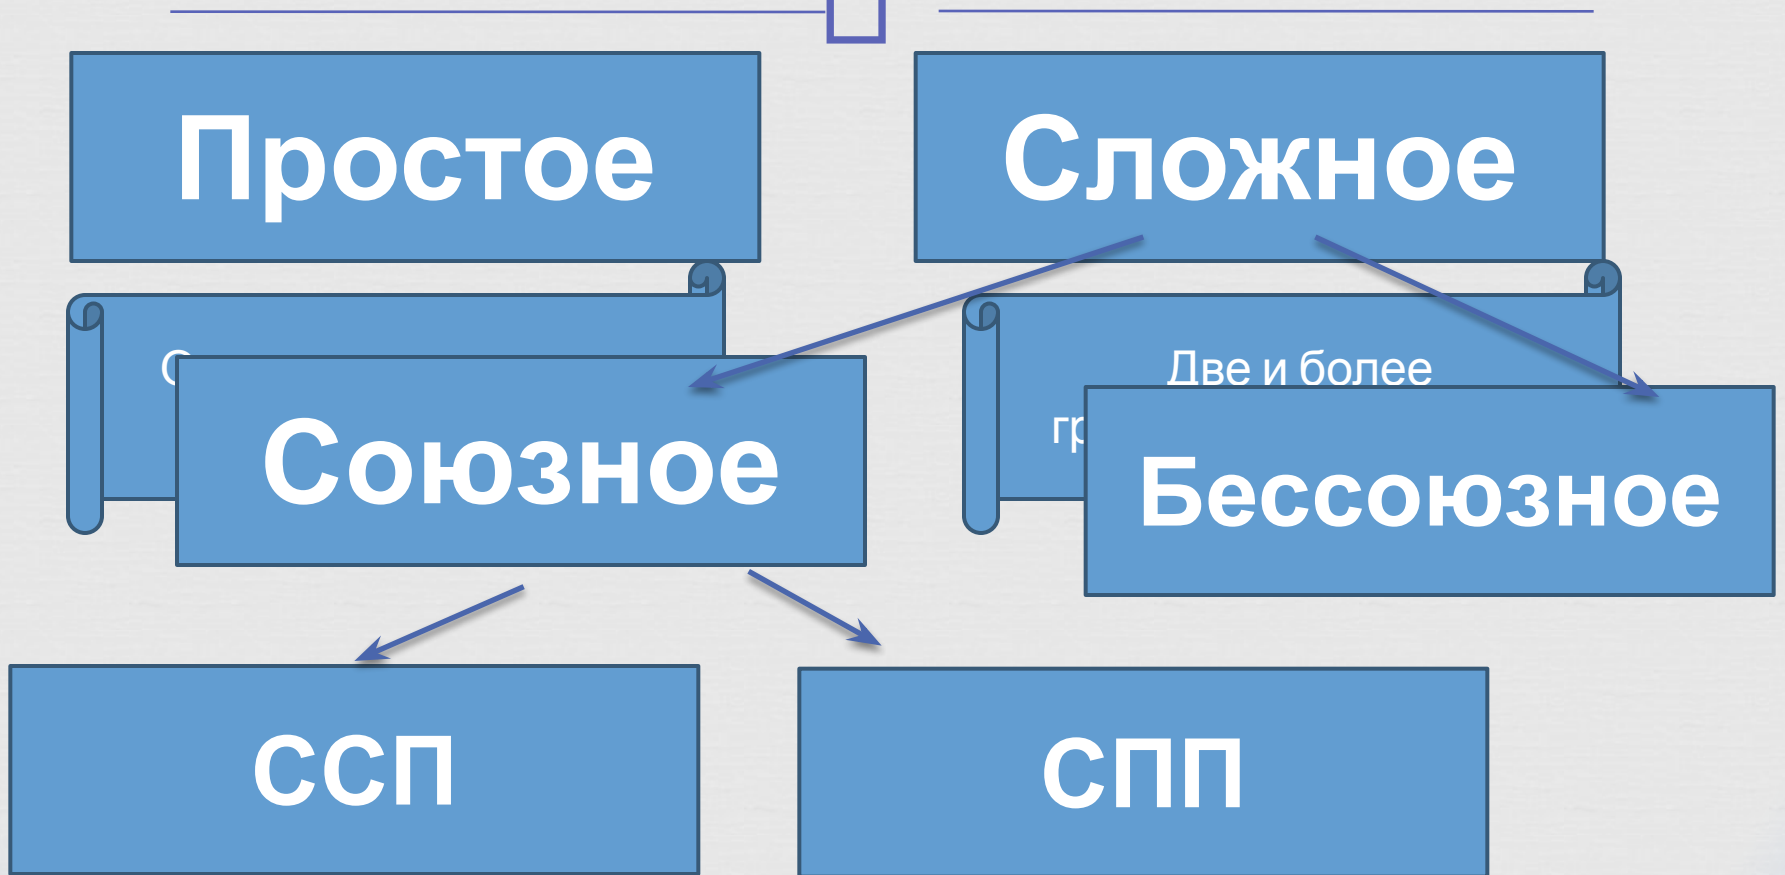 Простое
Сложное
Две и более
Союзное
Бессоюзное
ССП
СПП